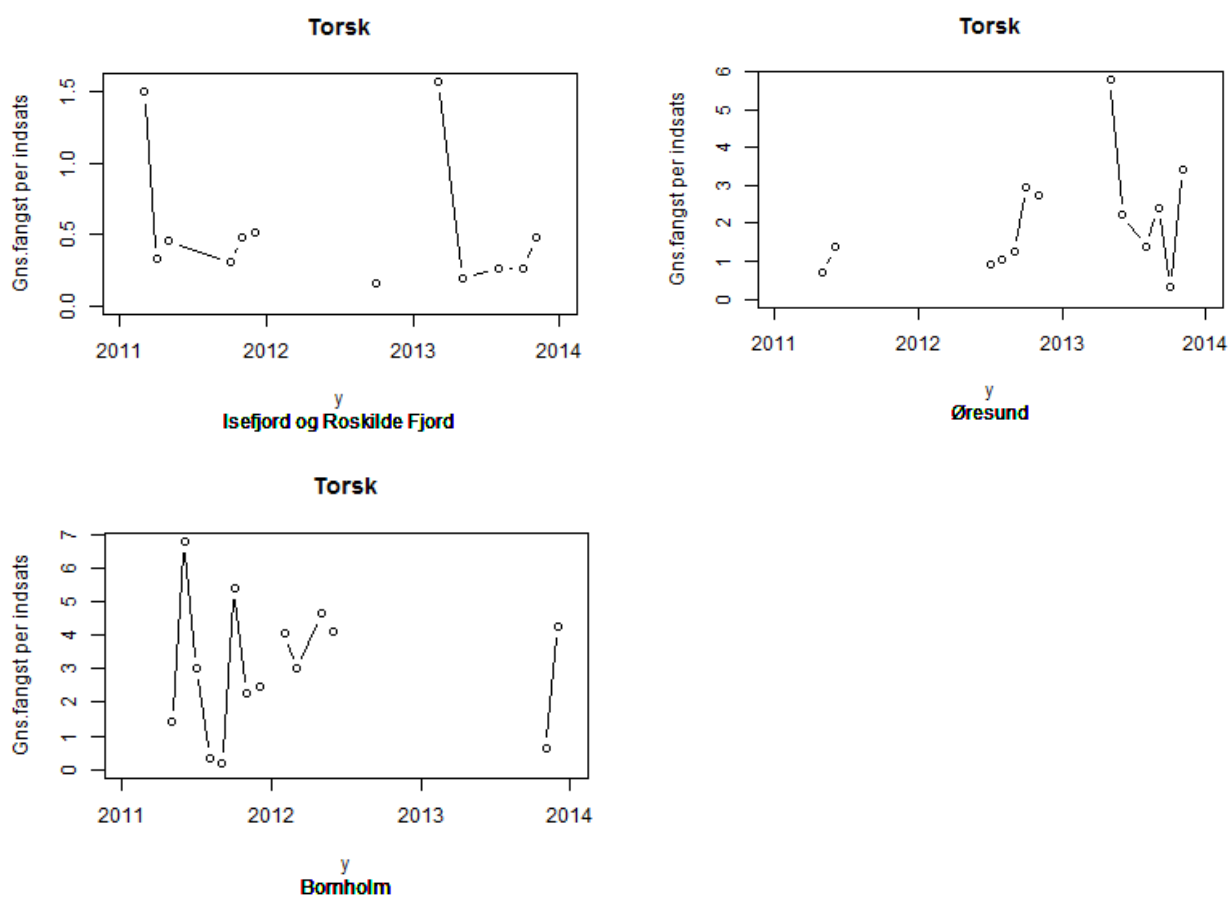 Torsk
Gns.fangst per indsats
0.0 0.5 1.0 1.5
2011 2012 2013 2014
y
Isefjord og Roskilde Fjord
Torsk
Gns.fangst per indsats
0 1 2 3 4 5 6
2011 2012 2013 2014
y
Øresund
Torsk
Gns.fangst per indsats
0 1 2 3 4 5 6 7
2011 2012 2013 2014
y
Bornholm